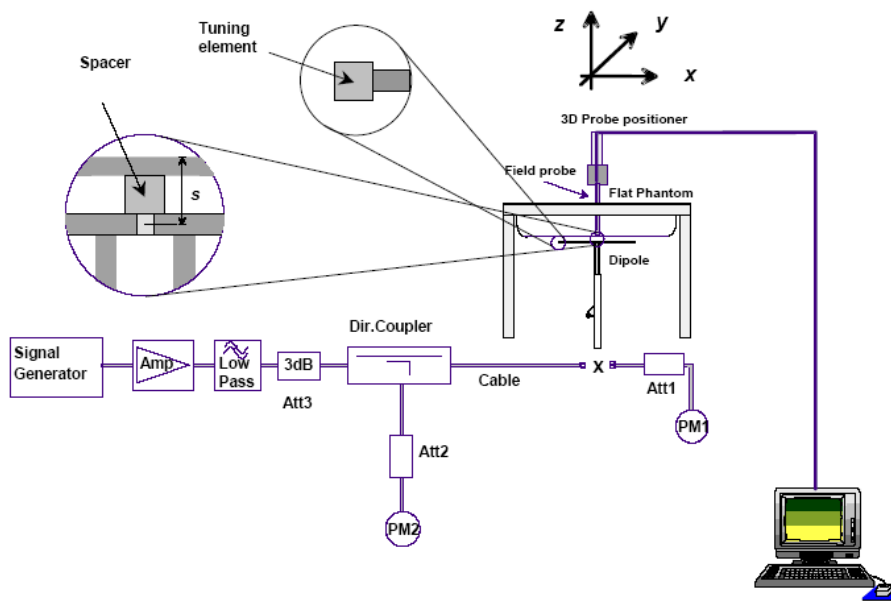 Tuning
element
Spacer
z
y
x
3D Probe positioner
Field probe
Flat Phantom
s
Dipole
Dir.Coupler
Signal
Generator
Amp
Low
Pass
3dB
Att3
Cable
X
Att1
PM1
Att2
PM2